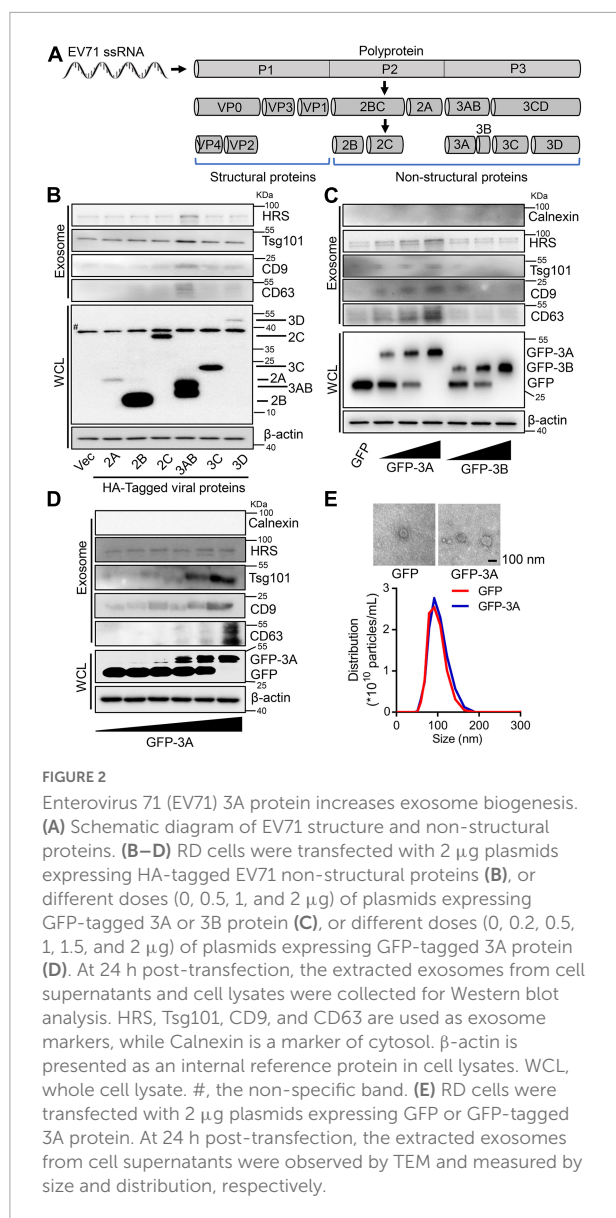 A
EV71 ssRNA
Polyprotein
P1 P2 P3
VP0 VP3 VP1 2BC 2A 3AB 3CD
3B
VP4 VP2 2B 2C 3A 3C 3D
Structural proteins Non-structural proteins
B
KDa
Exosome
100
HRS
55
Tsg101
25
CD9
55
CD63
WCL
#
55
3D
40
2C
35
25
3C
2A
15
3AB
2B
10
β-actin
40
Vec 2A 2B 2C 3AB 3C 3D
HA-Tagged viral proteins
C
KDa
Exosome
100
Calnexin
100
HRS
55
Tsg101
25
CD9
55
CD63
WCL
55
GFP-3A
GFP-3B
GFP
25
β-actin
40
GFP GFP-3A GFP-3B
D
KDa
Exosome
100
Calnexin
100
HRS
55
Tsg101
25
CD9
CD63
WCL
55
GFP-3A
GFP
25
β-actin
40
GFP-3A
E
100 nm
GFP GFP-3A
GFP
GFP-3A
Distribution
(*10¹⁰ particles/mL)
3
2
1
0
0 100 200 300
Size (nm)
FIGURE 2
Enterovirus 71 (EV71) 3A protein increases exosome biogenesis.
(A) Schematic diagram of EV71 structure and non-structural
proteins. (B–D) RD cells were transfected with 2 μg plasmids
expressing HA-tagged EV71 non-structural proteins (B), or
different doses (0, 0.5, 1, and 2 μg) of plasmids expressing
GFP-tagged 3A or 3B protein (C), or different doses (0, 0.2, 0.5,
1, 1.5, and 2 μg) of plasmids expressing GFP-tagged 3A protein
(D). At 24 h post-transfection, the extracted exosomes from cell
supernatants and cell lysates were collected for Western blot
analysis. HRS, Tsg101, CD9, and CD63 are used as exosome
markers, while Calnexin is a marker of cytosol. β-actin is
presented as an internal reference protein in cell lysates. WCL,
whole cell lysate. #, the non-specific band. (E) RD cells were
transfected with 2 μg plasmids expressing GFP or GFP-tagged
3A protein. At 24 h post-transfection, the extracted exosomes
from cell supernatants were observed by TEM and measured by
size and distribution, respectively.